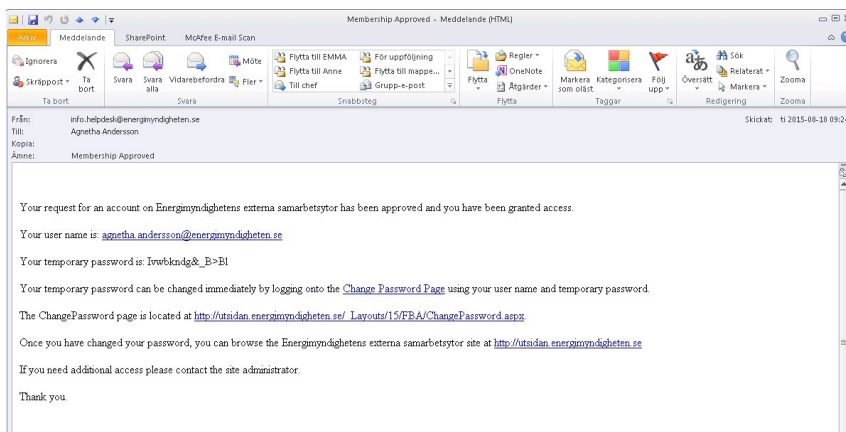 Membership Approved - Meddelande (HTML)
Arkiv Meddelande SharePoint McAfee E-mail Scan
Ignorera
Skräppost
Ta bort
Ta bort
Svara
Svara alla
Vidarebefordra
Möte
Fler
Svara
Flytta till EMMA
Flytta till Anne
Till chef
För uppföljning
Flytta till mappe...
Grupp-e-post
Snabbsteg
Flytta
Regler
OneNote
Åtgärder
Flytta
Markera som oläst
Kategorisera
Följ upp
Taggar
Översätt
Sök
Relaterat
Markera
Redigering
Zooma
Zooma
Från: info.helpdesk@energimyndigheten.se Skickat: ti 2015-08-18 09:24
Till: Agnetha Andersson
Kopia:
Ämne: Membership Approved
Your request for an account on Energimyndighetens externa samarbetsytor has been approved and you have been granted access.
Your user name is: agnetha.andersson@energimyndigheten.se
Your temporary password is: Ivwbkndg&_B>Bl
Your temporary password can be changed immediately by logging onto the Change Password Page using your user name and temporary password.
The ChangePassword page is located at http://utsidan.energimyndigheten.se/_Layouts/15/FBA/ChangePassword.aspx.
Once you have changed your password, you can browse the Energimyndighetens externa samarbetsytor site at http://utsidan.energimyndigheten.se
If you need additional access please contact the site administrator.
Thank you.